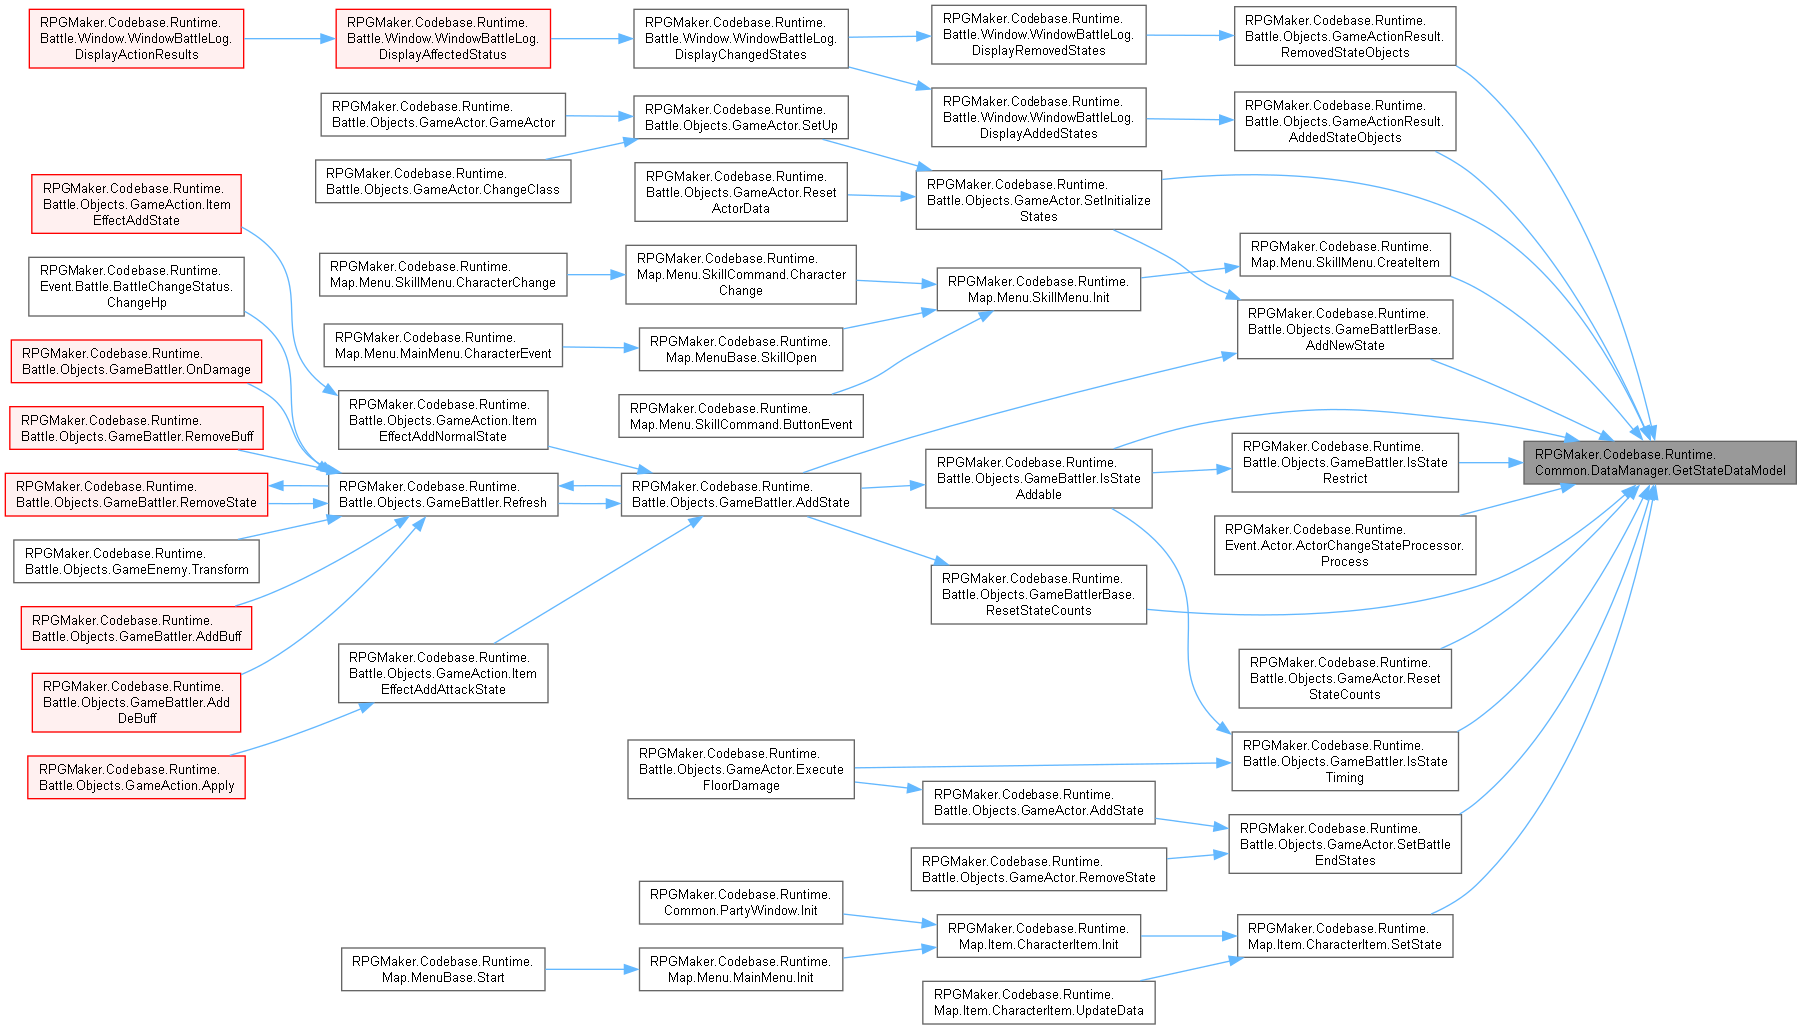 RPGMaker.Codebase.Runtime.
Battle.Window.WindowBattleLog.
DisplayActionResults
RPGMaker.Codebase.Runtime.
Battle.Window.WindowBattleLog.
DisplayAffectedStatus
RPGMaker.Codebase.Runtime.
Battle.Window.WindowBattleLog.
DisplayChangedStates
RPGMaker.Codebase.Runtime.
Battle.Window.WindowBattleLog.
DisplayRemovedStates
RPGMaker.Codebase.Runtime.
Battle.Objects.GameActionResult.
RemovedStateObjects
RPGMaker.Codebase.Runtime.
Battle.Objects.GameActor.GameActor
RPGMaker.Codebase.Runtime.
Battle.Objects.GameActor.SetUp
RPGMaker.Codebase.Runtime.
Battle.Window.WindowBattleLog.
DisplayAddedStates
RPGMaker.Codebase.Runtime.
Battle.Objects.GameActionResult.
AddedStateObjects
RPGMaker.Codebase.Runtime.
Battle.Objects.GameAction.Item
EffectAddState
RPGMaker.Codebase.Runtime.
Battle.Objects.GameActor.ChangeClass
RPGMaker.Codebase.Runtime.
Battle.Objects.GameActor.Reset
ActorData
RPGMaker.Codebase.Runtime.
Battle.Objects.GameActor.SetInitialize
States
RPGMaker.Codebase.Runtime.
Event.Battle.BattleChangeStatus.
ChangeHp
RPGMaker.Codebase.Runtime.
Map.Menu.SkillMenu.CharacterChange
RPGMaker.Codebase.Runtime.
Map.Menu.SkillCommand.Character
Change
RPGMaker.Codebase.Runtime.
Map.Menu.SkillMenu.Init
RPGMaker.Codebase.Runtime.
Map.Menu.SkillMenu.CreateItem
RPGMaker.Codebase.Runtime.
Battle.Objects.GameBattler.OnDamage
RPGMaker.Codebase.Runtime.
Map.Menu.MainMenu.CharacterEvent
RPGMaker.Codebase.Runtime.
Map.MenuBase.SkillOpen
RPGMaker.Codebase.Runtime.
Battle.Objects.GameBattlerBase.
AddNewState
RPGMaker.Codebase.Runtime.
Battle.Objects.GameBattler.RemoveBuff
RPGMaker.Codebase.Runtime.
Battle.Objects.GameAction.Item
EffectAddNormalState
RPGMaker.Codebase.Runtime.
Map.Menu.SkillCommand.ButtonEvent
RPGMaker.Codebase.Runtime.
Battle.Objects.GameBattler.RemoveState
RPGMaker.Codebase.Runtime.
Battle.Objects.GameBattler.Refresh
RPGMaker.Codebase.Runtime.
Battle.Objects.GameBattler.AddState
RPGMaker.Codebase.Runtime.
Battle.Objects.GameBattler.IsState
Addable
RPGMaker.Codebase.Runtime.
Battle.Objects.GameBattler.IsState
Restrict
RPGMaker.Codebase.Runtime.
Common.DataManager.GetStateDataModel
RPGMaker.Codebase.Runtime.
Battle.Objects.GameEnemy.Transform
RPGMaker.Codebase.Runtime.
Event.Actor.ActorChangeStateProcessor.
Process
RPGMaker.Codebase.Runtime.
Battle.Objects.GameBattler.AddBuff
RPGMaker.Codebase.Runtime.
Battle.Objects.GameBattlerBase.
ResetStateCounts
RPGMaker.Codebase.Runtime.
Battle.Objects.GameBattler.Add
DeBuff
RPGMaker.Codebase.Runtime.
Battle.Objects.GameAction.Item
EffectAddAttackState
RPGMaker.Codebase.Runtime.
Battle.Objects.GameActor.Reset
StateCounts
RPGMaker.Codebase.Runtime.
Battle.Objects.GameAction.Apply
RPGMaker.Codebase.Runtime.
Battle.Objects.GameActor.Execute
FloorDamage
RPGMaker.Codebase.Runtime.
Battle.Objects.GameBattler.IsState
Timing
RPGMaker.Codebase.Runtime.
Battle.Objects.GameActor.AddState
RPGMaker.Codebase.Runtime.
Battle.Objects.GameActor.SetBattle
EndStates
RPGMaker.Codebase.Runtime.
Battle.Objects.GameActor.RemoveState
RPGMaker.Codebase.Runtime.
Common.PartyWindow.Init
RPGMaker.Codebase.Runtime.
Map.Item.CharacterItem.Init
RPGMaker.Codebase.Runtime.
Map.Item.CharacterItem.SetState
RPGMaker.Codebase.Runtime.
Map.MenuBase.Start
RPGMaker.Codebase.Runtime.
Map.Menu.MainMenu.Init
RPGMaker.Codebase.Runtime.
Map.Item.CharacterItem.UpdateData